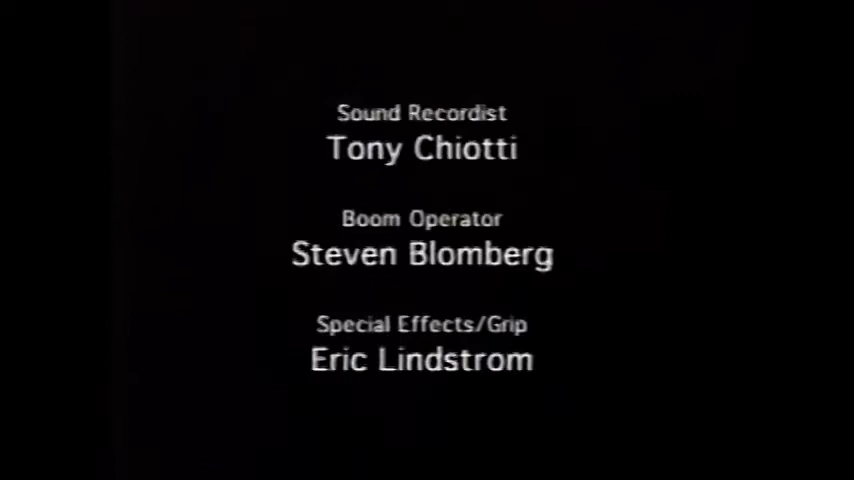 Sound Recordist
Tony Chiotti
Boom Operator
Steven Blomberg
Special Effects/Grip
Eric Lindstrom